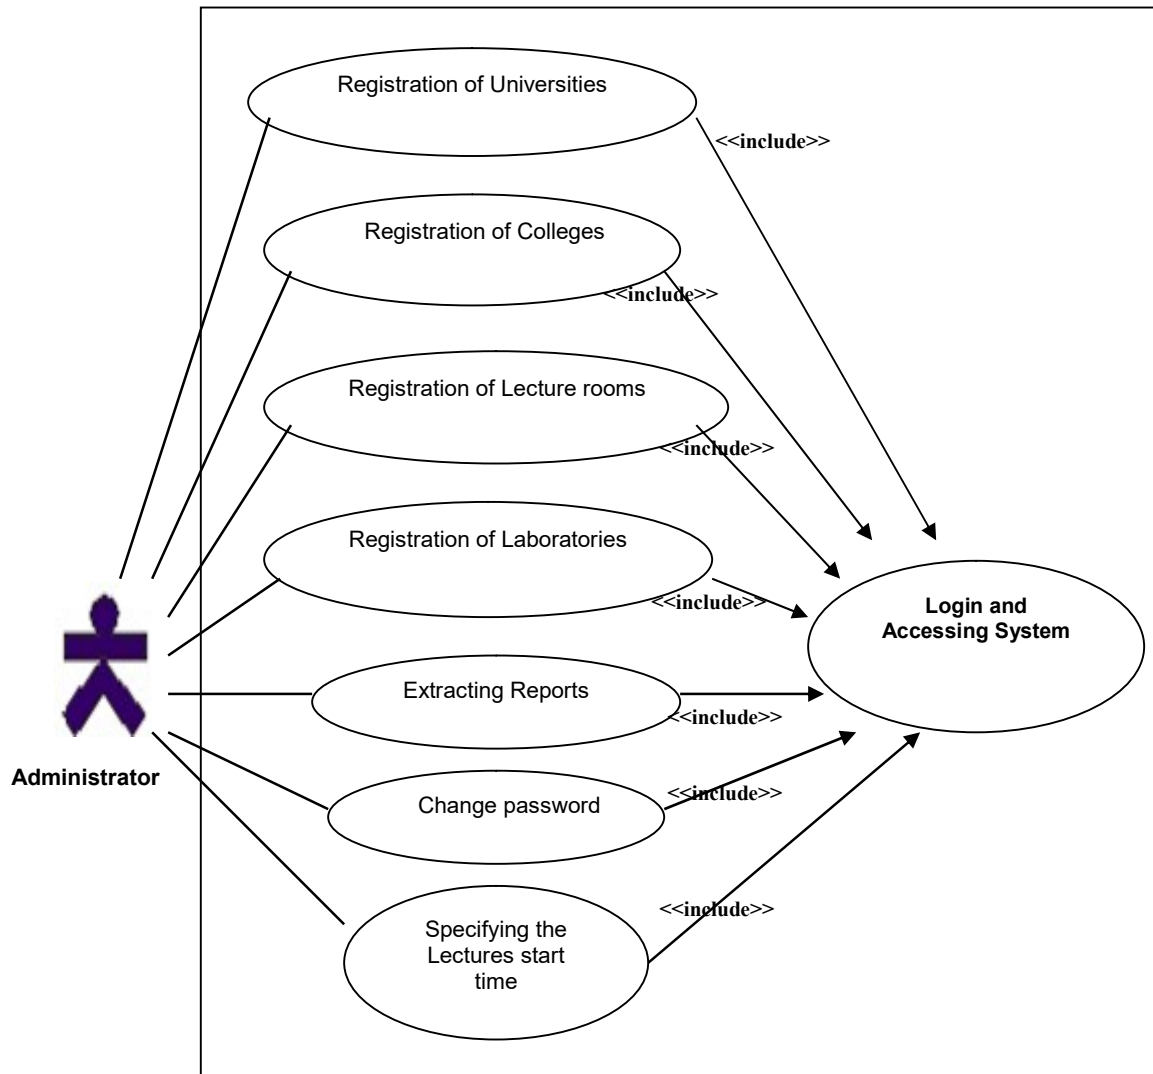 Registration of Universities
<<include>>
Registration of Colleges
<<include>>
Registration of Lecture rooms
<<include>>
Registration of Laboratories
<<include>>
Login and
Accessing System
Extracting Reports
<<include>>
Administrator
Change password
<<include>>
Specifying the
Lectures start
time
<<include>>